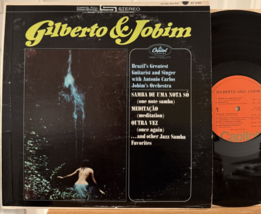 STEREO
Gilberto & Jobim
Capitol
Brazil's Greatest
Guitarist and Singer
with Antonio Carlos
Jobim's Orchestra
SAMBA DE UMA NOTA SÓ
(one note samba)
MEDITAÇÃO
(meditation)
OUTRA VEZ
(once again)
...and other Jazz Samba
Favorites
GILBERTO AND JOBIM